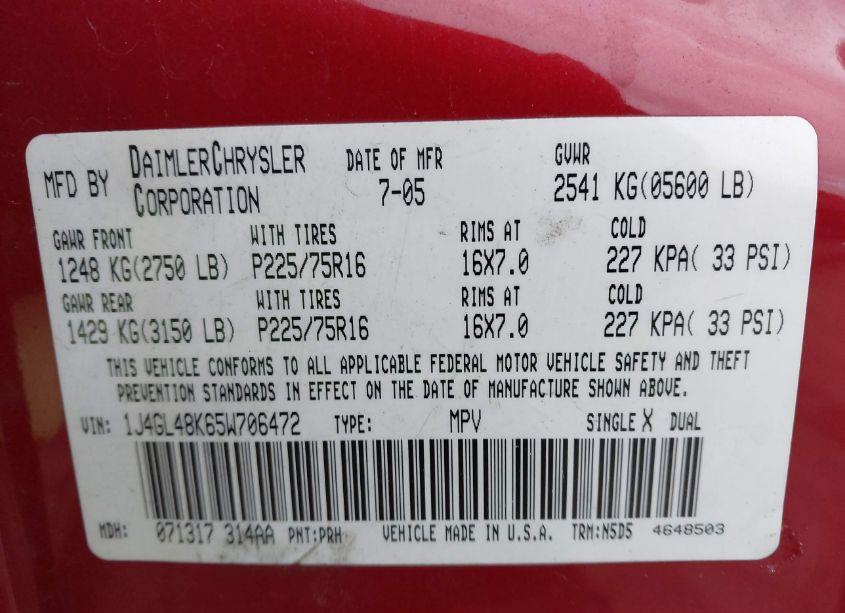 MFD BY DAIMLERCHRYSLER CORPORATION DATE OF MFR 7-05 GVWR 2541 KG(05600 LB)
GAWR FRONT WITH TIRES RIMS AT COLD
1248 KG(2750 LB) P225/75R16 16X7.0 227 KPA( 33 PSI)
GAWR REAR WITH TIRES RIMS AT COLD
1429 KG(3150 LB) P225/75R16 16X7.0 227 KPA( 33 PSI)
THIS VEHICLE CONFORMS TO ALL APPLICABLE FEDERAL MOTOR VEHICLE SAFETY AND THEFT
PREVENTION STANDARDS IN EFFECT ON THE DATE OF MANUFACTURE SHOWN ABOVE.
VIN: 1J4GL48K65W706472 TYPE: MPV SINGLE X DUAL
MDH: 071317 314AA PNT:PRH VEHICLE MADE IN U.S.A. TRM:N5D5 4648503